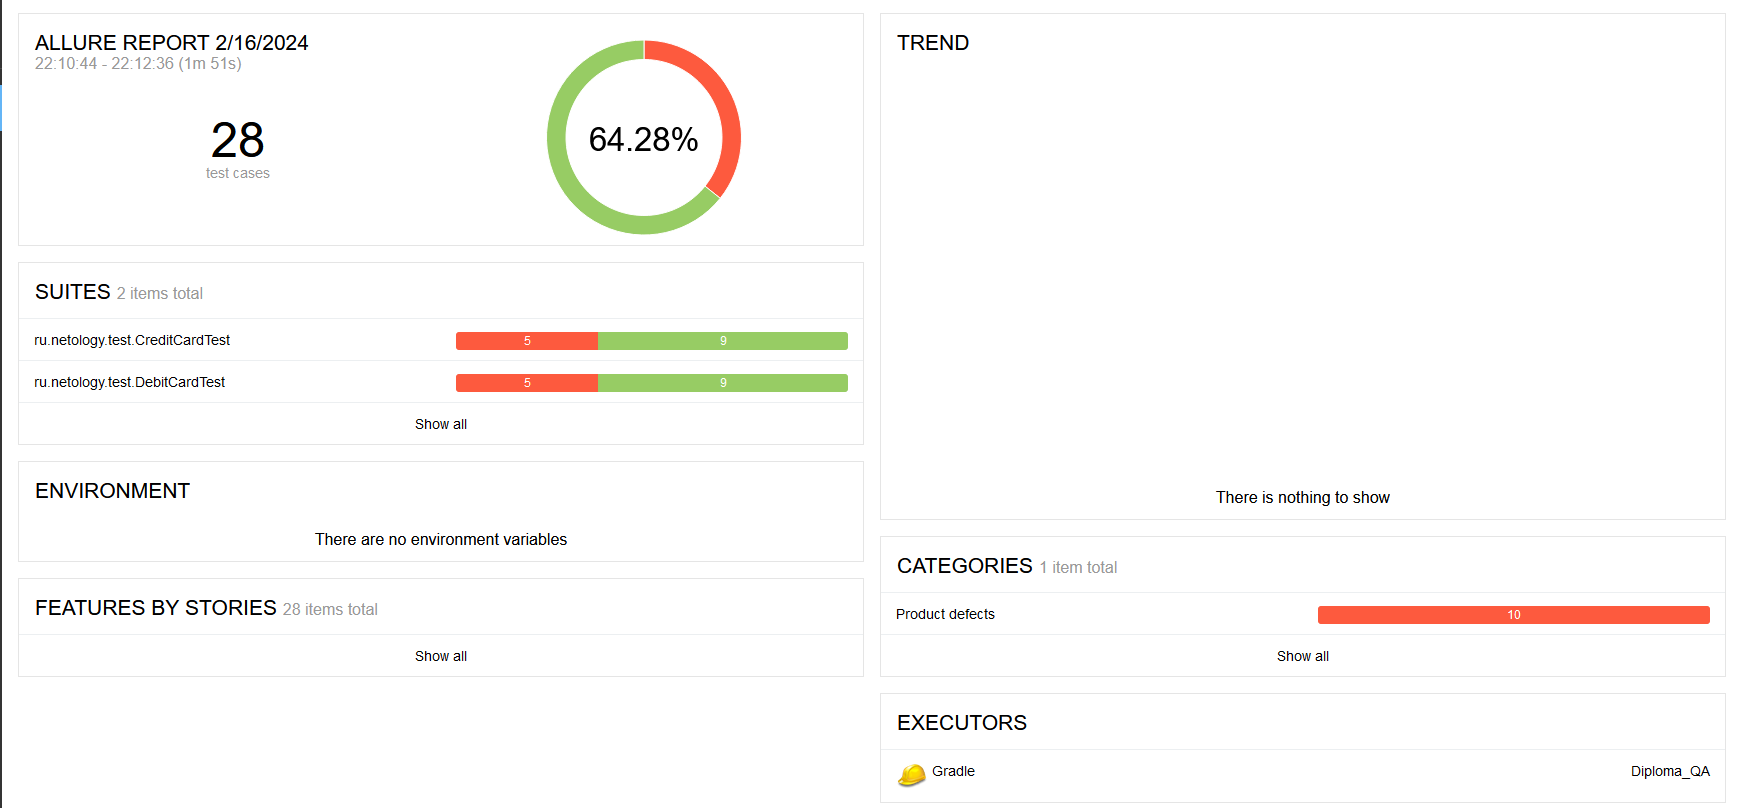 ALLURE REPORT 2/16/2024
22:10:44 - 22:12:36 (1m 51s)
28
test cases
64.28%
SUITES 2 items total
ru.netology.test.CreditCardTest 5 9
ru.netology.test.DebitCardTest 5 9
Show all
ENVIRONMENT
There are no environment variables
FEATURES BY STORIES 28 items total
Show all
TREND
There is nothing to show
CATEGORIES 1 item total
Product defects 10
Show all
EXECUTORS
Gradle Diploma_QA